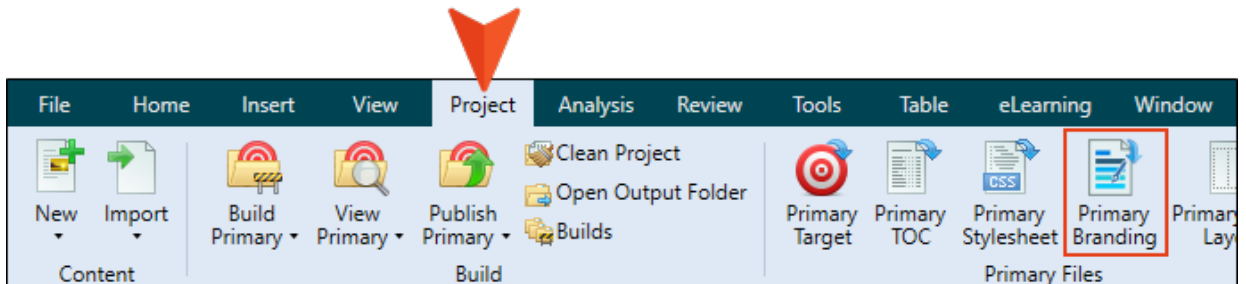 File Home Insert View Project Analysis Review Tools Table eLearning Window
New Import Build Primary View Primary Publish Primary
Clean Project
Open Output Folder
Builds
CSS
Primary Target Primary TOC Primary Stylesheet Primary Branding Primary
Content Build Primary Files